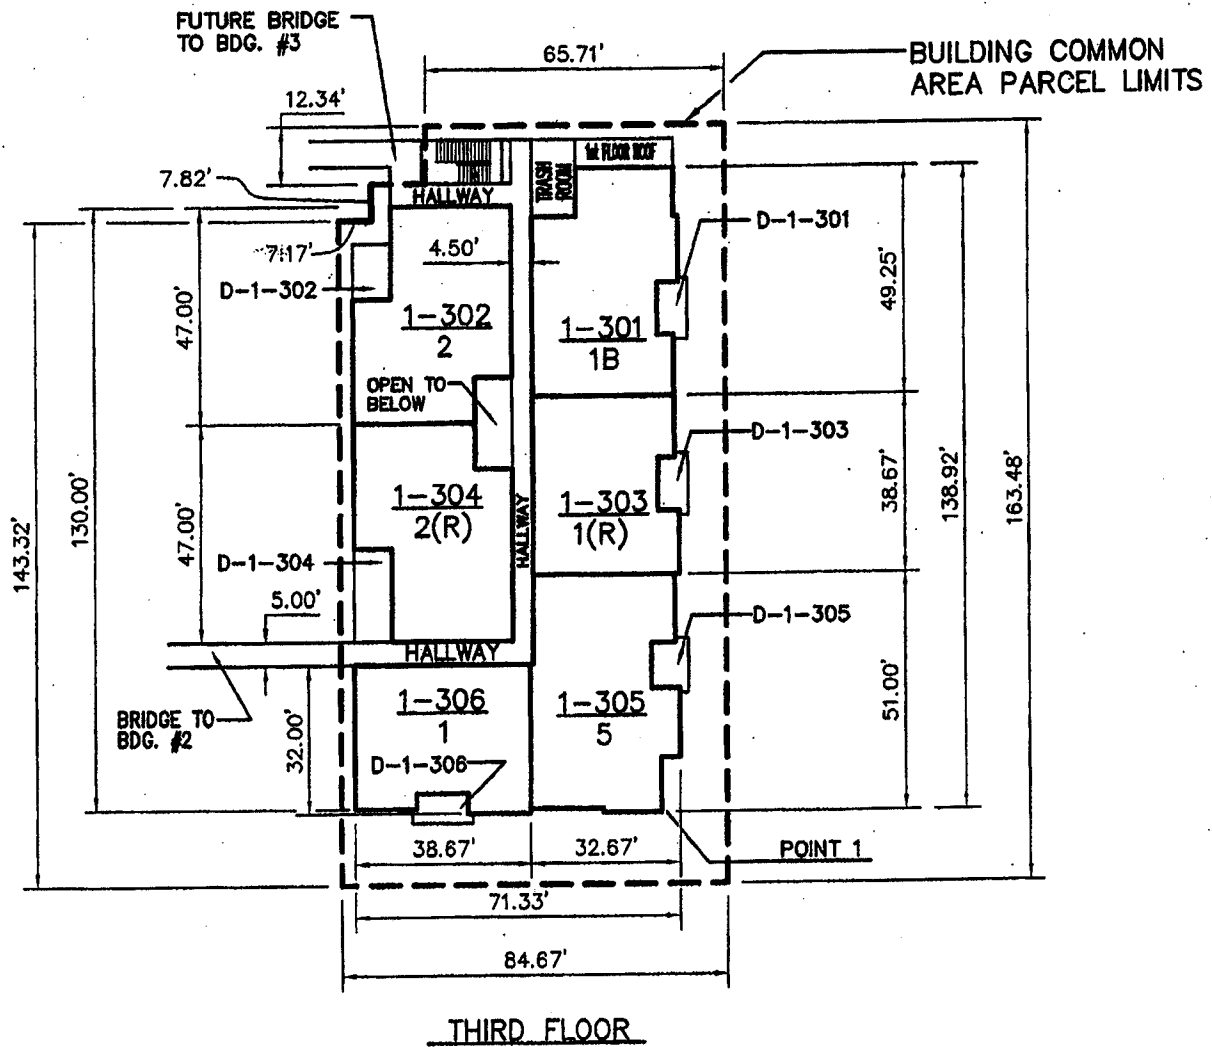 FUTURE BRIDGE
TO BDG. #3
65.71'
BUILDING COMMON
AREA PARCEL LIMITS
12.34'
1st FLOOR ROOF
TRASH
ROOM
7.82'
HALLWAY
D-1-301
7.17'
4.50'
D-1-302
49.25'
47.00'
1-302
2
1-301
1B
OPEN TO
BELOW
D-1-303
130.00'
143.32'
47.00'
1-304
2(R)
HALLWAY
1-303
1(R)
38.67'
138.92'
163.48'
D-1-304
5.00'
D-1-305
HALLWAY
BRIDGE TO
BDG. #2
32.00'
1-306
1
1-305
5
51.00'
D-1-306
38.67'
32.67'
POINT 1
71.33'
84.67'
THIRD FLOOR